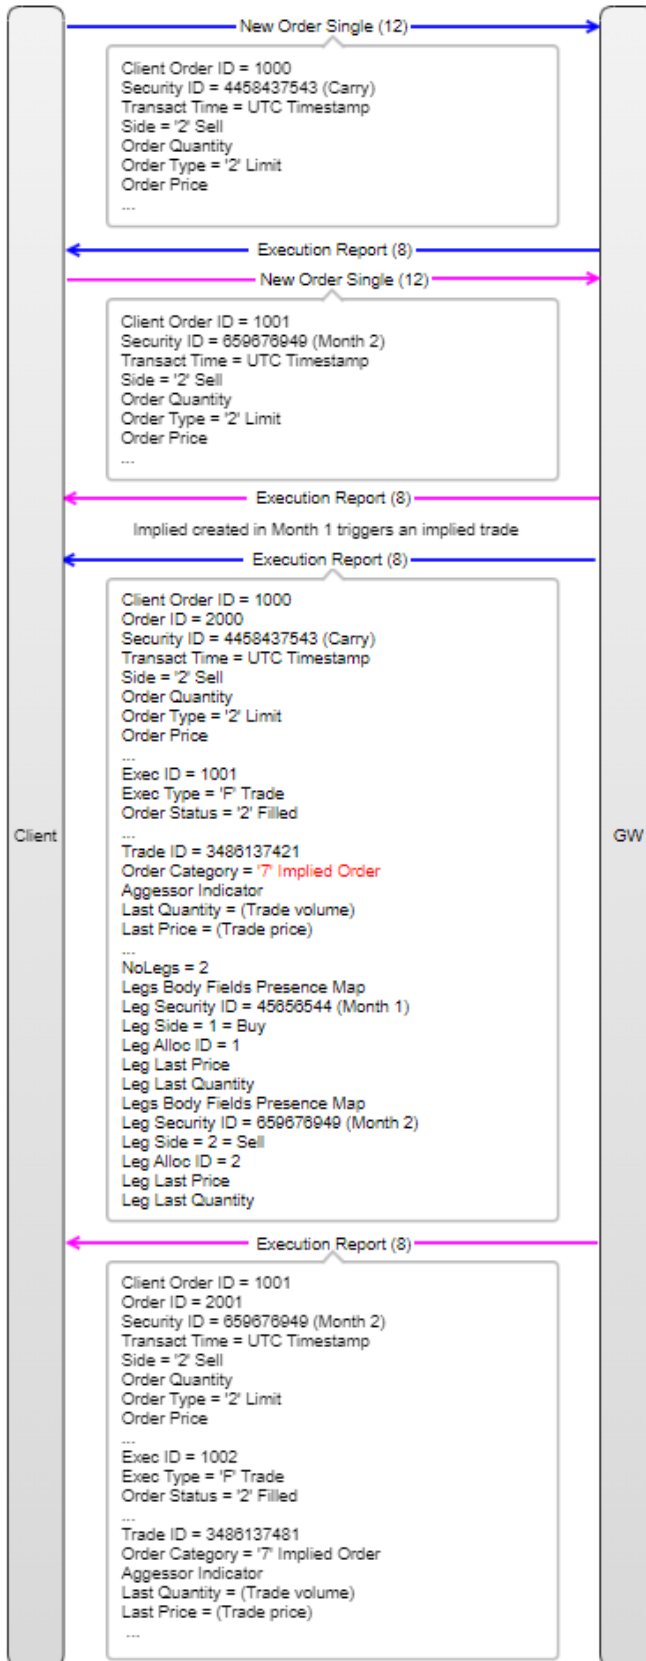 New Order Single (12)
Client Order ID = 1000
Security ID = 4458437543 (Carry)
Transact Time = UTC Timestamp
Side = '2' Sell
Order Quantity
Order Type = '2' Limit
Order Price
...
Execution Report (8)
New Order Single (12)
Client Order ID = 1001
Security ID = 659676949 (Month 2)
Transact Time = UTC Timestamp
Side = '2' Sell
Order Quantity
Order Type = '2' Limit
Order Price
...
Execution Report (8)
Implied created in Month 1 triggers an implied trade
Execution Report (8)
Client Order ID = 1000
Order ID = 2000
Security ID = 4458437543 (Carry)
Transact Time = UTC Timestamp
Side = '2' Sell
Order Quantity
Order Type = '2' Limit
Order Price
...
Exec ID = 1001
Exec Type = 'F' Trade
Order Status = '2' Filled
...
Client
GW
Trade ID = 3486137421
Order Category = '7' Implied Order
Aggessor Indicator
Last Quantity = (Trade volume)
Last Price = (Trade price)
...
NoLegs = 2
Legs Body Fields Presence Map
Leg Security ID = 45656544 (Month 1)
Leg Side = 1 = Buy
Leg Alloc ID = 1
Leg Last Price
Leg Last Quantity
Legs Body Fields Presence Map
Leg Security ID = 659676949 (Month 2)
Leg Side = 2 = Sell
Leg Alloc ID = 2
Leg Last Price
Leg Last Quantity
Execution Report (8)
Client Order ID = 1001
Order ID = 2001
Security ID = 659676949 (Month 2)
Transact Time = UTC Timestamp
Side = '2' Sell
Order Quantity
Order Type = '2' Limit
Order Price
...
Exec ID = 1002
Exec Type = 'F' Trade
Order Status = '2' Filled
...
Trade ID = 3486137481
Order Category = '7' Implied Order
Aggessor Indicator
Last Quantity = (Trade volume)
Last Price = (Trade price)
...